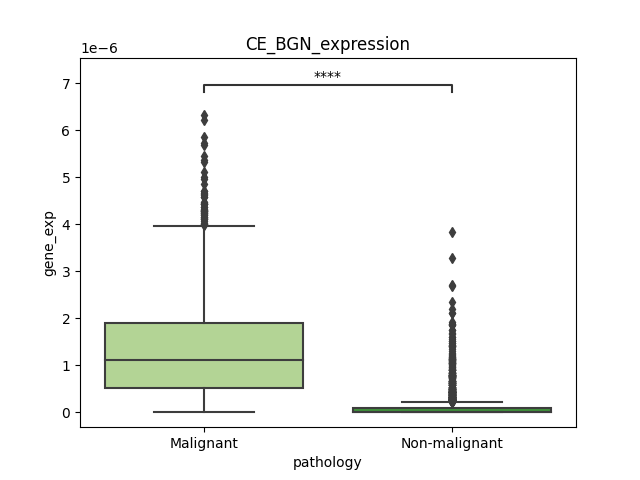 CE_BGN_expression
1e−6
****
7
6
5
4
3
2
1
0
gene_exp
Malignant
Non-malignant
pathology